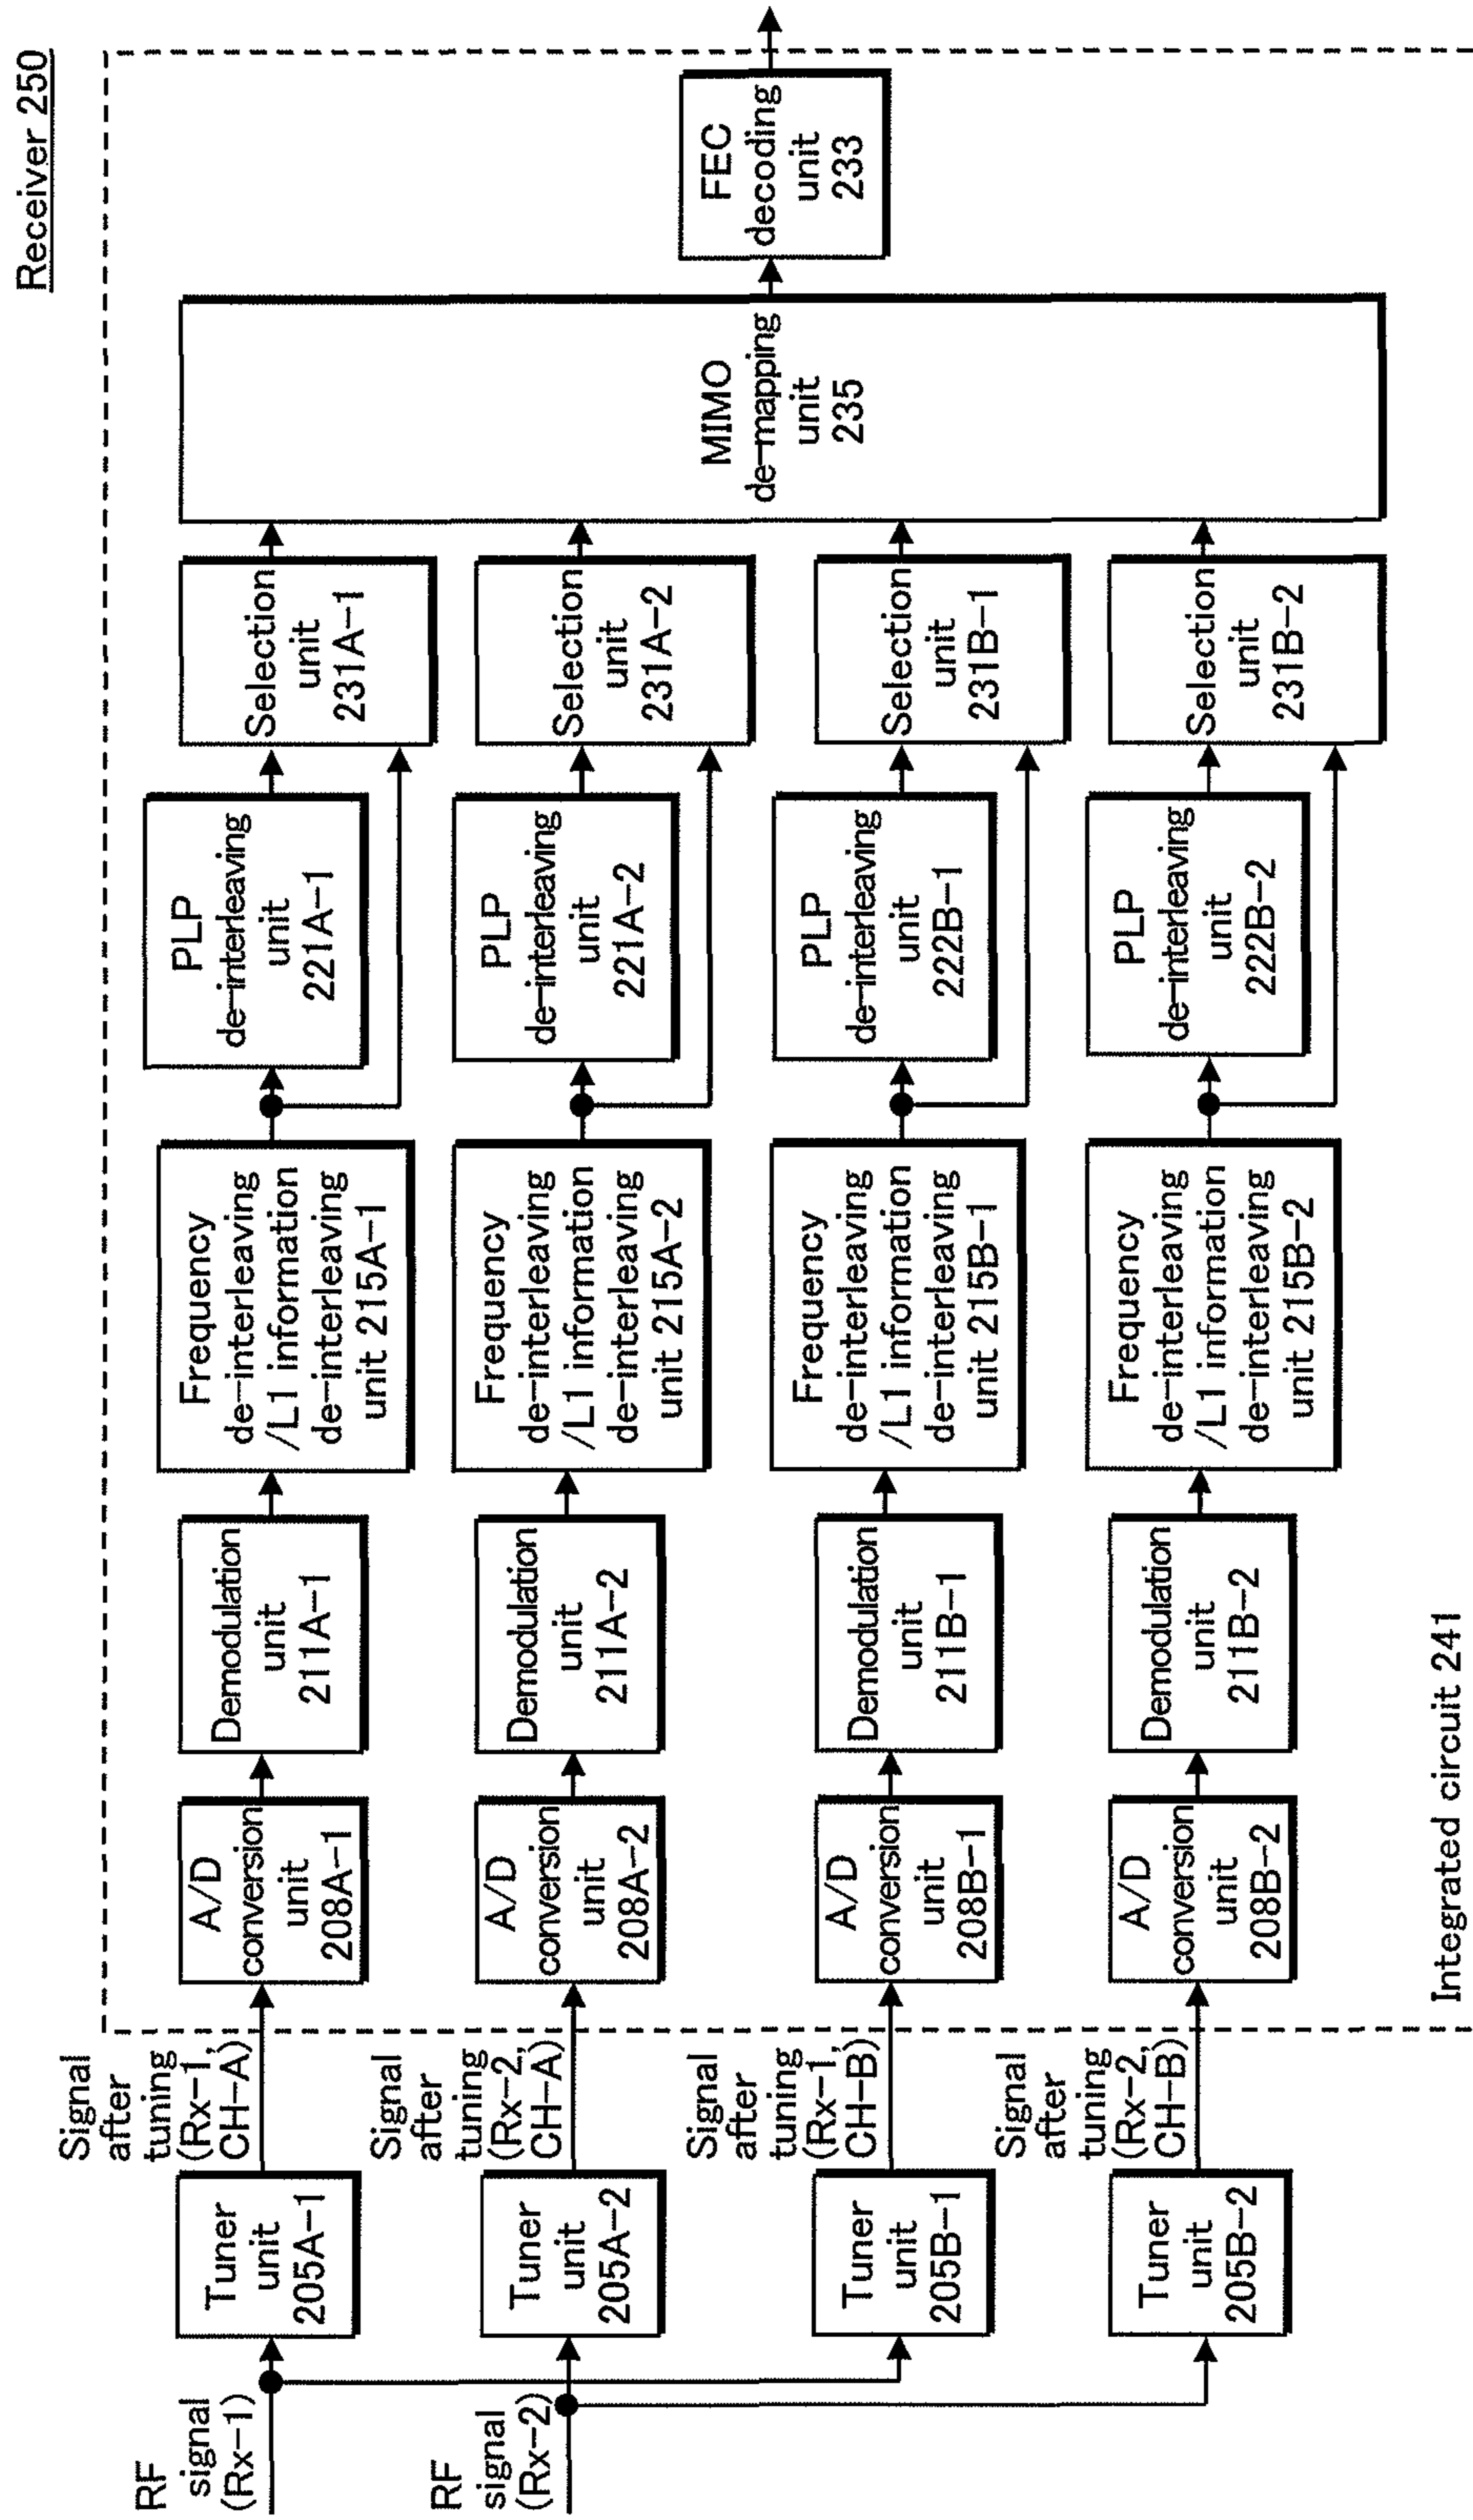 Receiver 250
RF
signal
(Rx-1)
Tuner
unit
205A-1
Signal
after
tuning
(Rx-1,
CH-A)
A/D
conversion
unit
208A-1
Demodulation
unit
211A-1
Frequency
de-interleaving
/L1 information
de-interleaving
unit 215A-1
PLP
de-interleaving
unit
221A-1
Selection
unit
231A-1
RF
signal
(Rx-2)
Tuner
unit
205A-2
Signal
after
tuning
(Rx-2,
CH-A)
A/D
conversion
unit
208A-2
Demodulation
unit
211A-2
Frequency
de-interleaving
/L1 information
de-interleaving
unit 215A-2
PLP
de-interleaving
unit
221A-2
Selection
unit
231A-2
Tuner
unit
205B-1
Signal
after
tuning
(Rx-1,
CH-B)
A/D
conversion
unit
208B-1
Demodulation
unit
211B-1
Frequency
de-interleaving
/L1 information
de-interleaving
unit 215B-1
PLP
de-interleaving
unit
222B-1
Selection
unit
231B-1
Tuner
unit
205B-2
Signal
after
tuning
(Rx-2,
CH-B)
A/D
conversion
unit
208B-2
Demodulation
unit
211B-2
Frequency
de-interleaving
/L1 information
de-interleaving
unit 215B-2
PLP
de-interleaving
unit
222B-2
Selection
unit
231B-2
MIMO
de-mapping
unit
235
FEC
decoding
unit
233
Integrated circuit 241